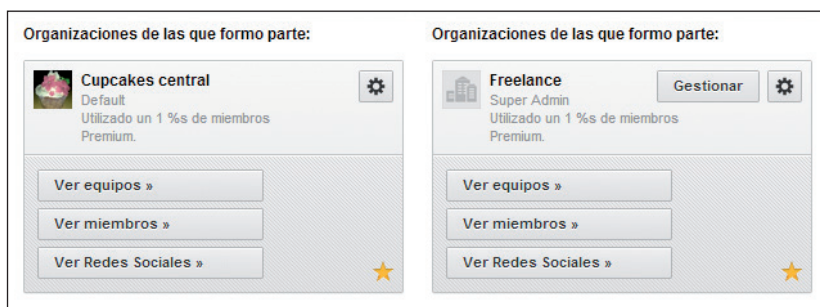 Organizaciones de las que formo parte:
Cupcakes central
Default
Utilizado un 1 %s de miembros
Premium.
Ver equipos »
Ver miembros »
Ver Redes Sociales »
Organizaciones de las que formo parte:
Freelance
Gestionar
Super Admin
Utilizado un 1 %s de miembros
Premium.
Ver equipos »
Ver miembros »
Ver Redes Sociales »